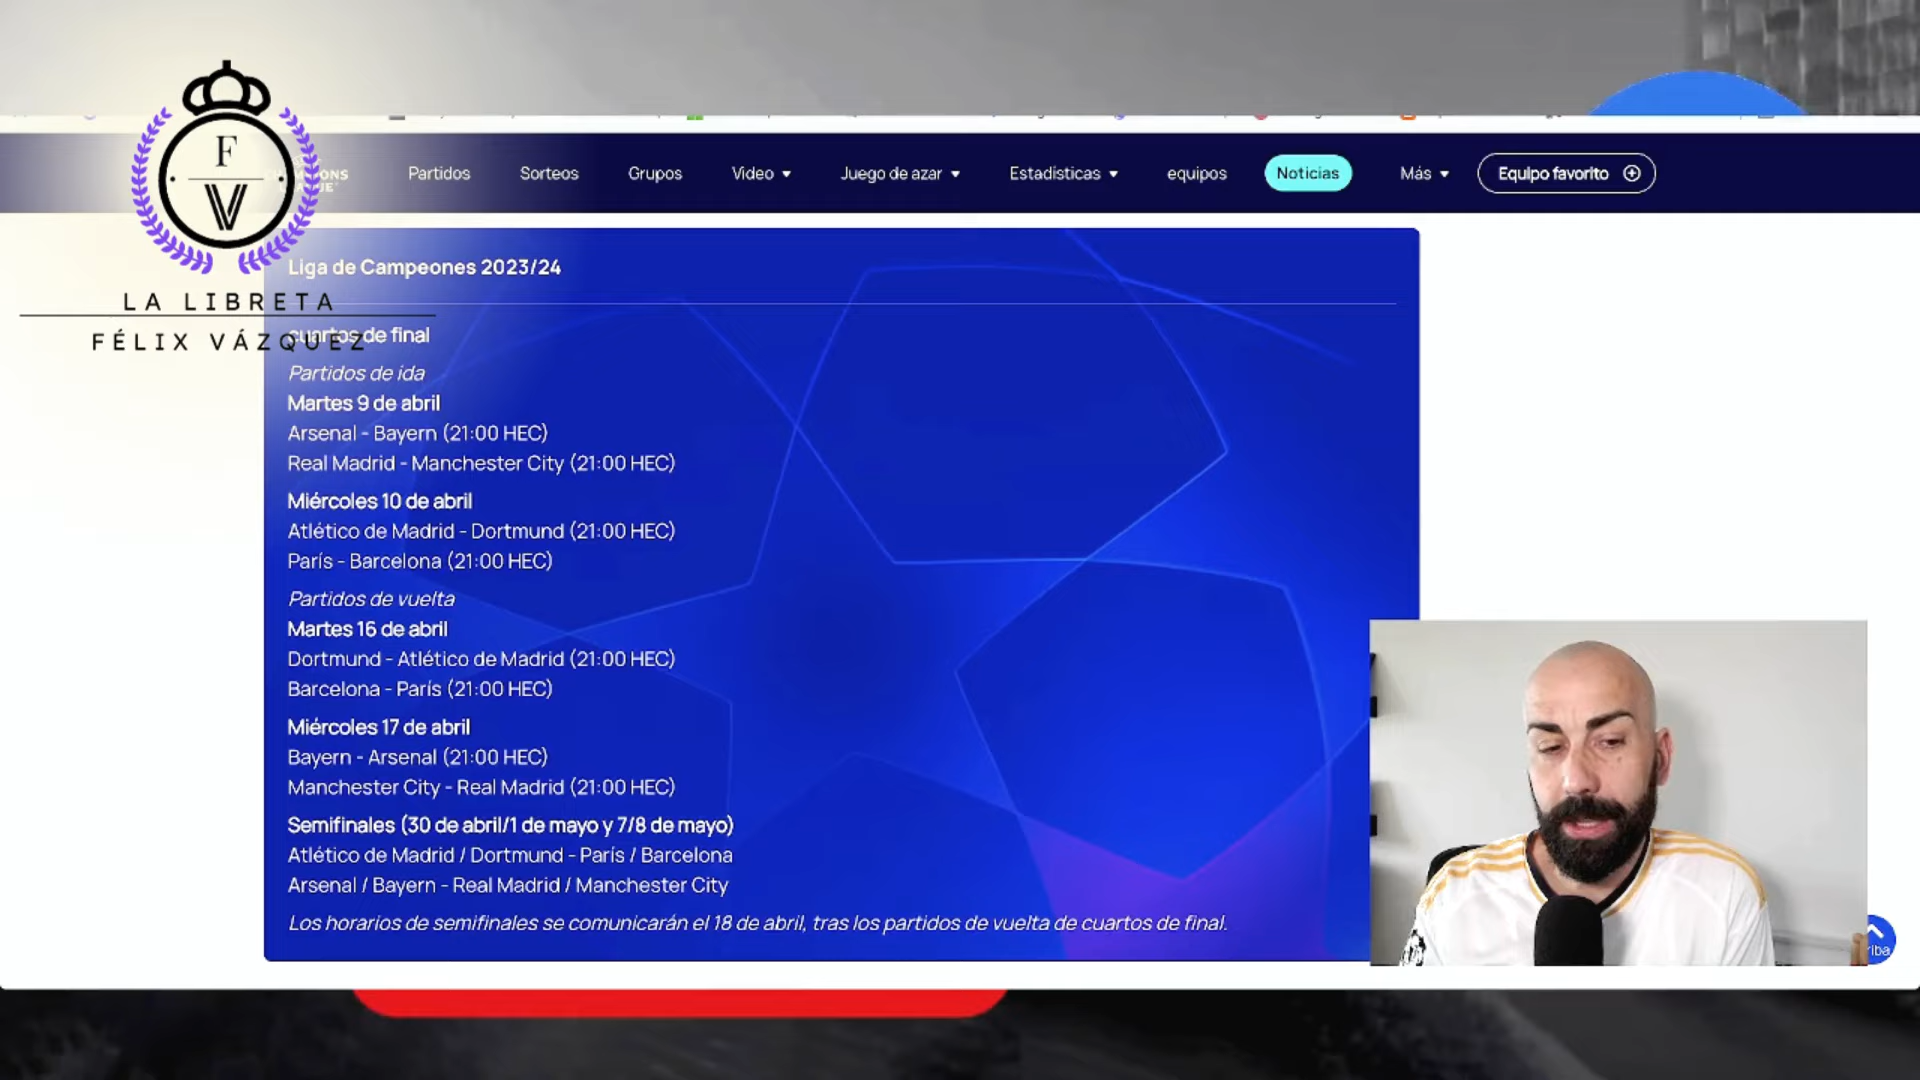 F
V
LA LIBRETA
FÉLIX VÁZQUEZ
Partidos
Sorteos
Grupos
Video
Juego de azar
Estadísticas
equipos
Noticias
Más
Equipo favorito
Liga de Campeones 2023/24
cuartos de final
Partidos de ida
Martes 9 de abril
Arsenal - Bayern (21:00 HEC)
Real Madrid - Manchester City (21:00 HEC)
Miércoles 10 de abril
Atlético de Madrid - Dortmund (21:00 HEC)
París - Barcelona (21:00 HEC)
Partidos de vuelta
Martes 16 de abril
Dortmund - Atlético de Madrid (21:00 HEC)
Barcelona - París (21:00 HEC)
Miércoles 17 de abril
Bayern - Arsenal (21:00 HEC)
Manchester City - Real Madrid (21:00 HEC)
Semifinales (30 de abril/1 de mayo y 7/8 de mayo)
Atlético de Madrid / Dortmund - París / Barcelona
Arsenal / Bayern - Real Madrid / Manchester City
Los horarios de semifinales se comunicarán el 18 de abril, tras los partidos de vuelta de cuartos de final.